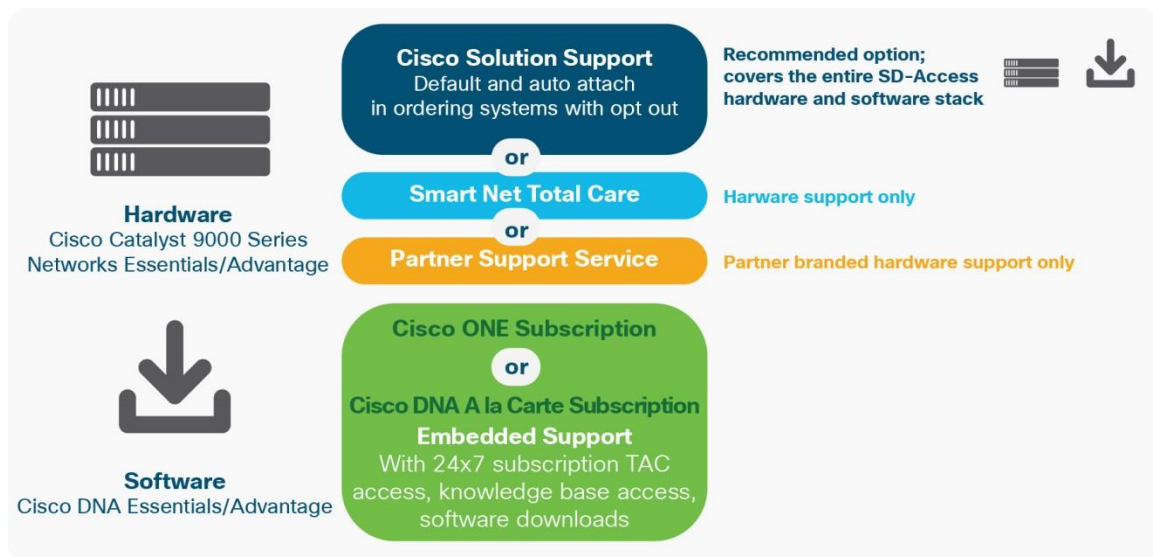 Cisco Solution Support
Default and auto attach
in ordering systems with opt out
Recommended option;
covers the entire SD-Access
hardware and software stack
or
Hardware
Cisco Catalyst 9000 Series
Networks Essentials/Advantage
Smart Net Total Care
Harware support only
or
Partner Support Service
Partner branded hardware support only
Cisco ONE Subscription
or
Cisco DNA A la Carte Subscription
Embedded Support
With 24x7 subscription TAC
access, knowledge base access,
software downloads
Software
Cisco DNA Essentials/Advantage